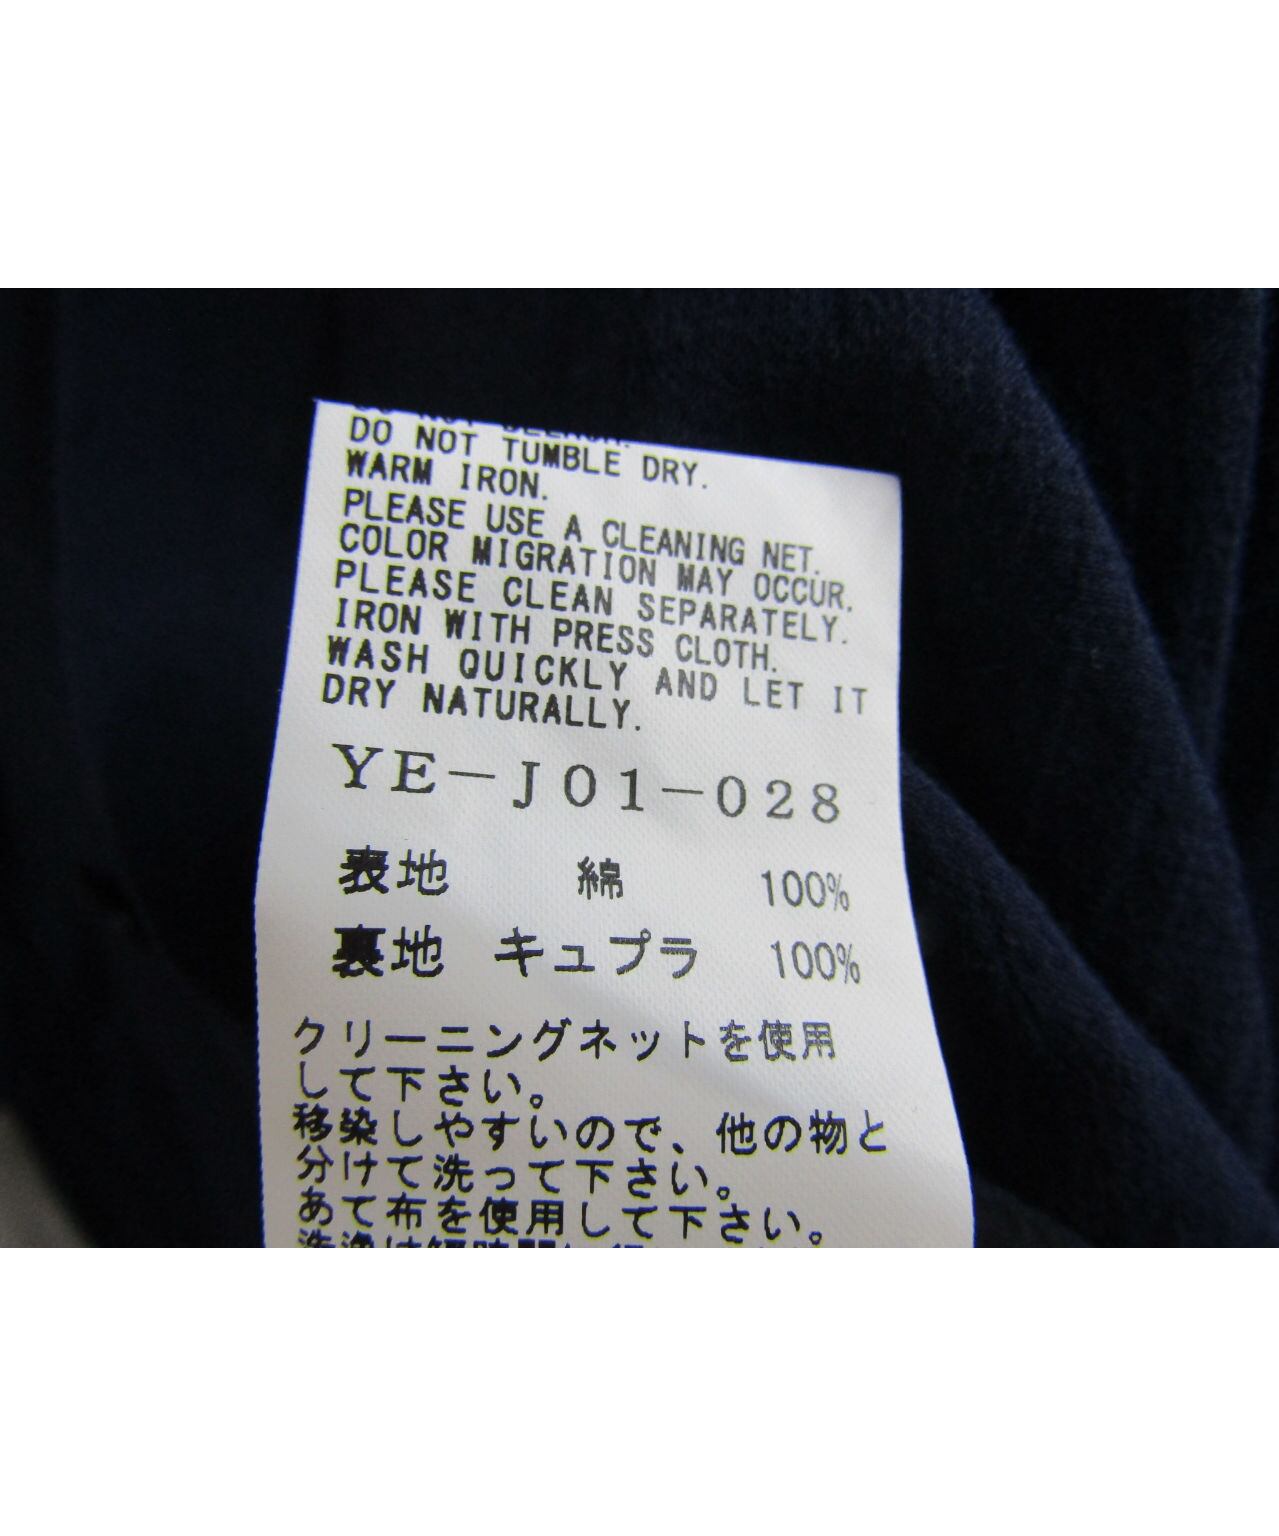 DO NOT TUMBLE DRY.
WARM IRON.
PLEASE USE A CLEANING NET.
COLOR MIGRATION MAY OCCUR.
PLEASE CLEAN SEPARATELY.
IRON WITH PRESS CLOTH.
WASH QUICKLY AND LET IT
DRY NATURALLY.
YE-J01-028
表地 綿 100%
裏地 キュプラ 100%
クリーニングネットを使用
して下さい。
移染しやすいので、他の物と
分けて洗って下さい。
あて布を使用して下さい。